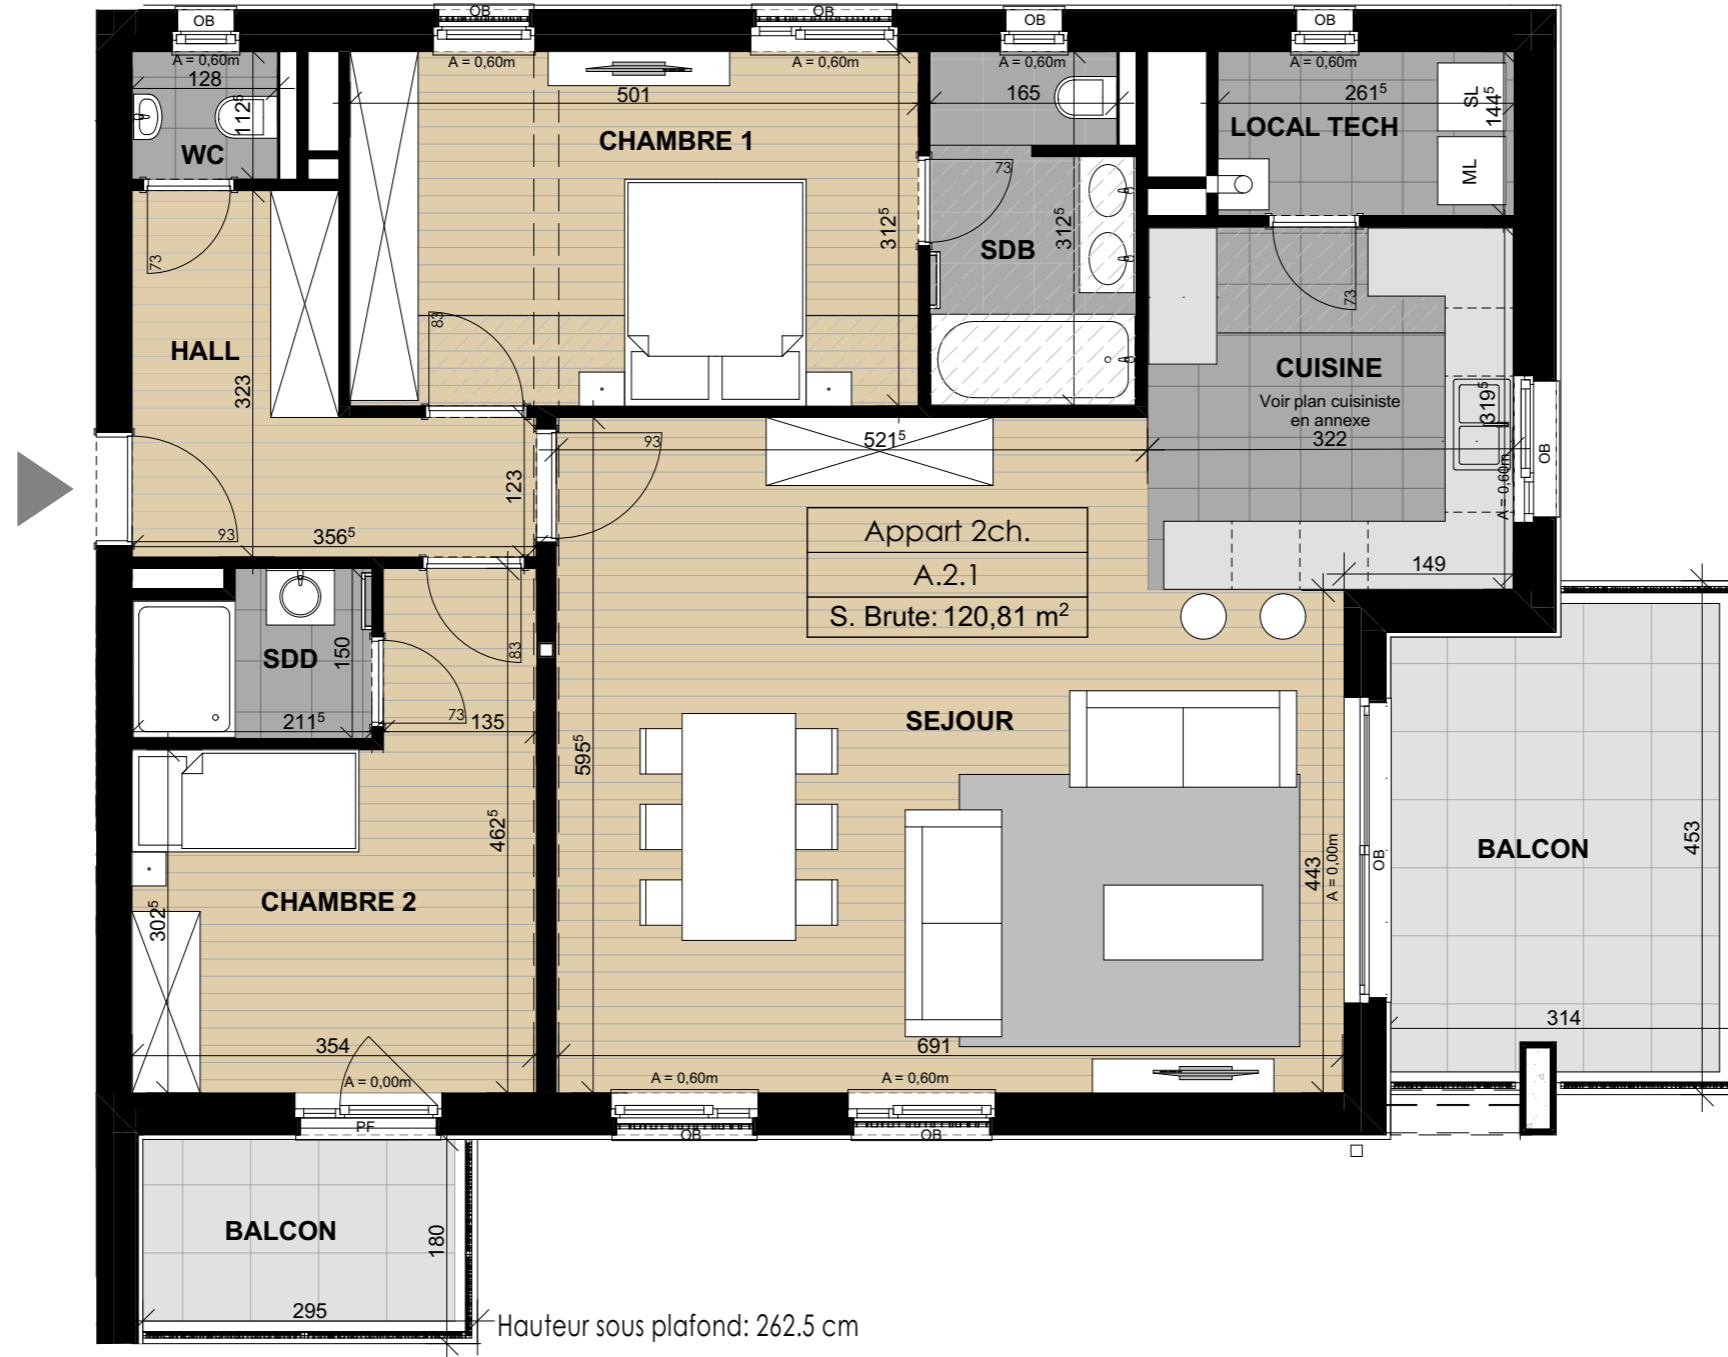 OB
OB
OB
OB
OB
A = 0,60m
A = 0,60m
A = 0,60m
A = 0,60m
A = 0,60m
128
501
165
261⁵
112⁵
SL
144⁵
WC
CHAMBRE 1
LOCAL TECH
ML
73
73
312⁵
312⁵
SDB
73
83
HALL
323
CUISINE
Voir plan cuisiniste
en annexe
319⁵
322
OB
A = 0,60m
521⁵
93
123
93
356⁵
149
Appart 2ch.
A.2.1
S. Brute: 120,81 m²
SDD
150
83
211⁵
73
135
SEJOUR
595⁵
462⁵
443
A = 0,00m
OB
BALCON
453
CHAMBRE 2
302⁵
314
354
691
A = 0,00m
A = 0,60m
A = 0,60m
PF
OB
OB
BALCON
180
295
Hauteur sous plafond: 262.5 cm